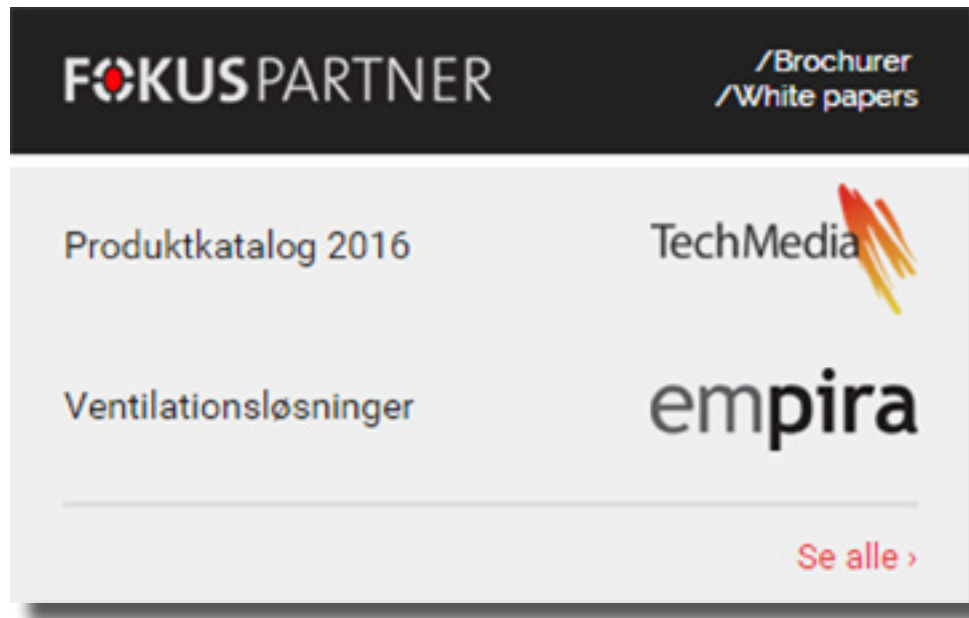 FOKUSPARTNER
/Brochurer
/White papers
Produktkatalog 2016
TechMedia
Ventilationsløsninger
empira
Se alle ›